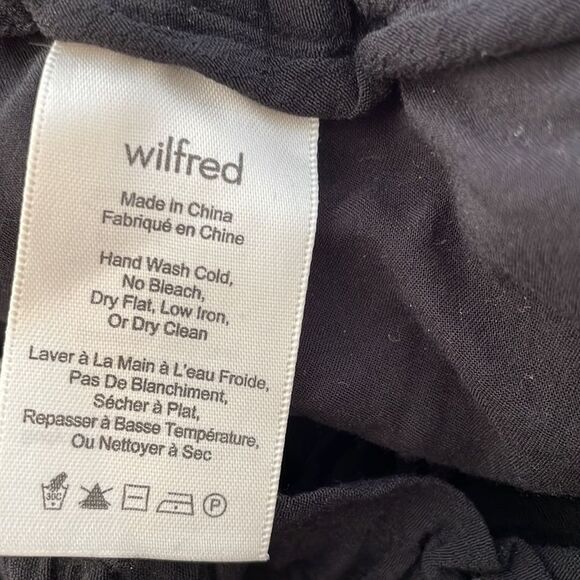 wilfred
Made in China
Fabriqué en Chine
Hand Wash Cold,
No Bleach,
Dry Flat, Low Iron,
Or Dry Clean
Laver à La Main à L'eau Froide,
Pas De Blanchiment,
Sécher à Plat,
Repasser à Basse Température,
Ou Nettoyer à Sec
30C P